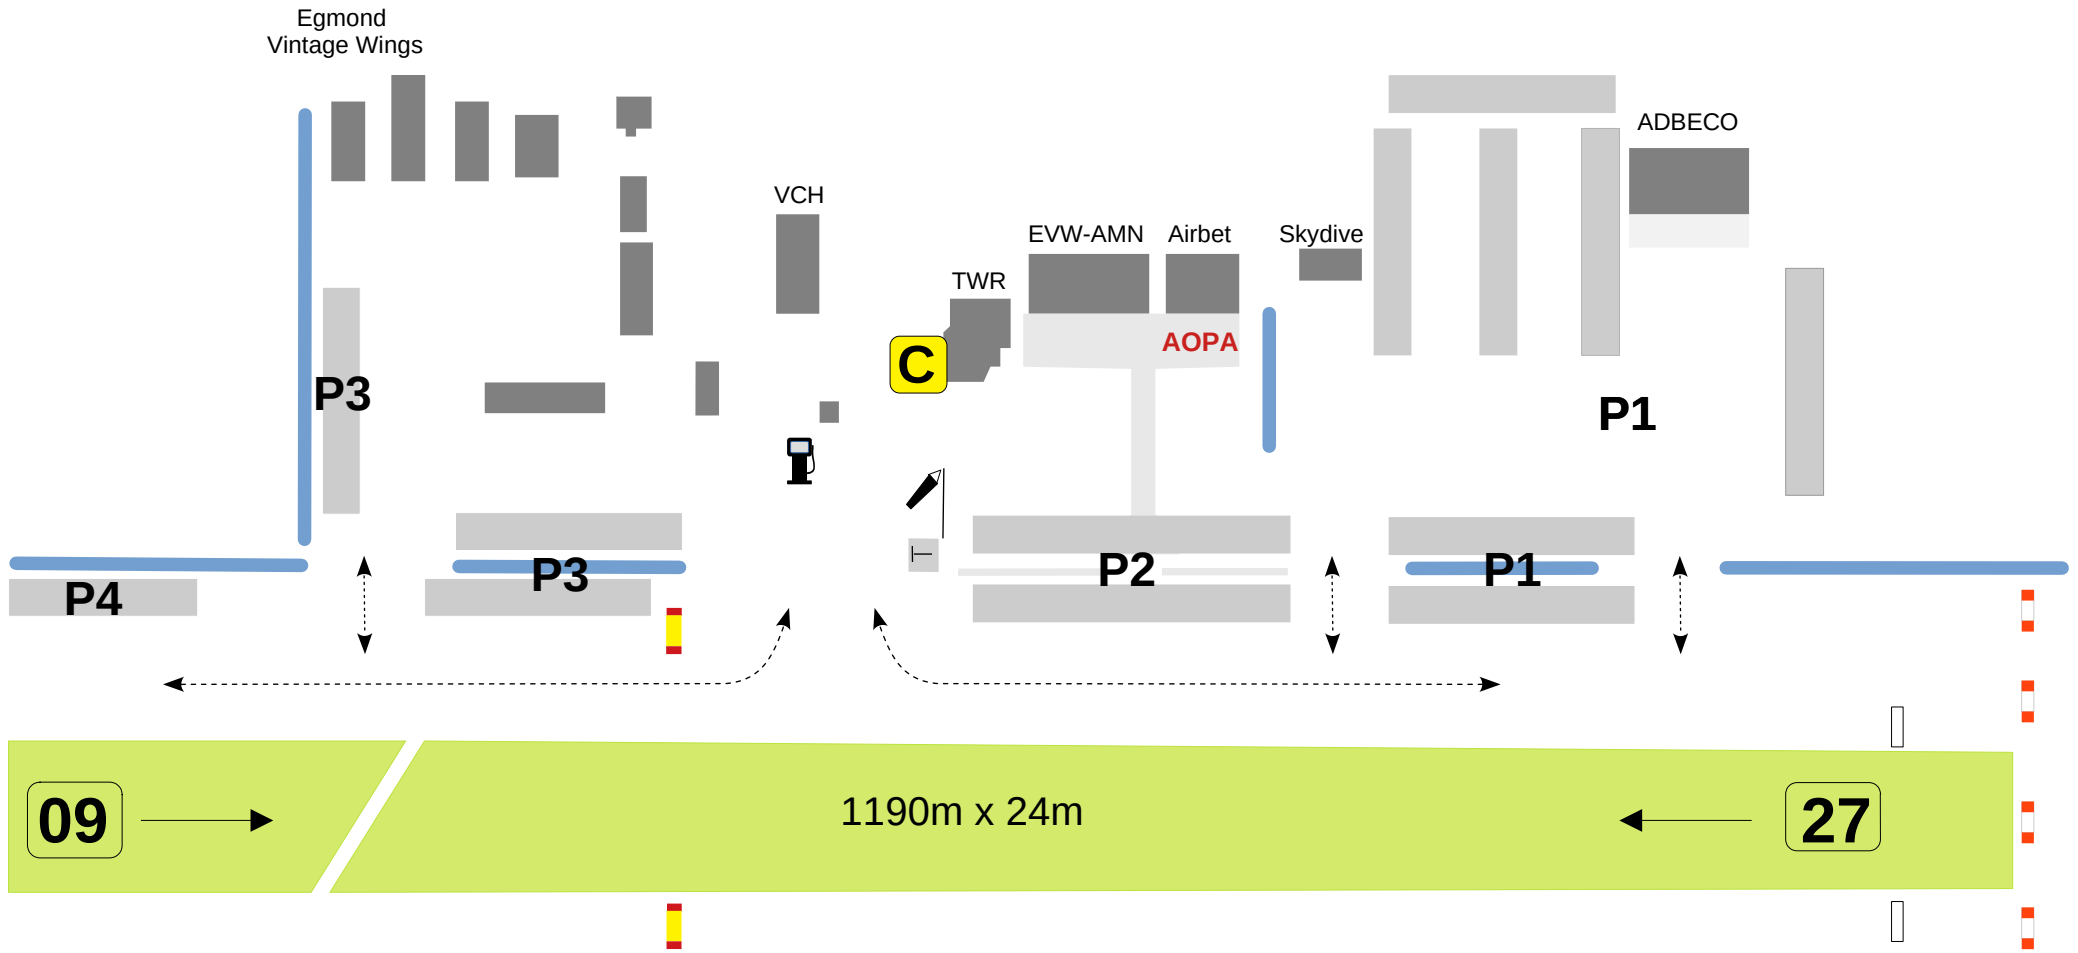 Egmond
Vintage Wings
ADBECO
VCH
EVW-AMN
Airbet
Skydive
TWR
AOPA
C
P3
P1
P4
P3
P2
P1
09
1190m x 24m
27